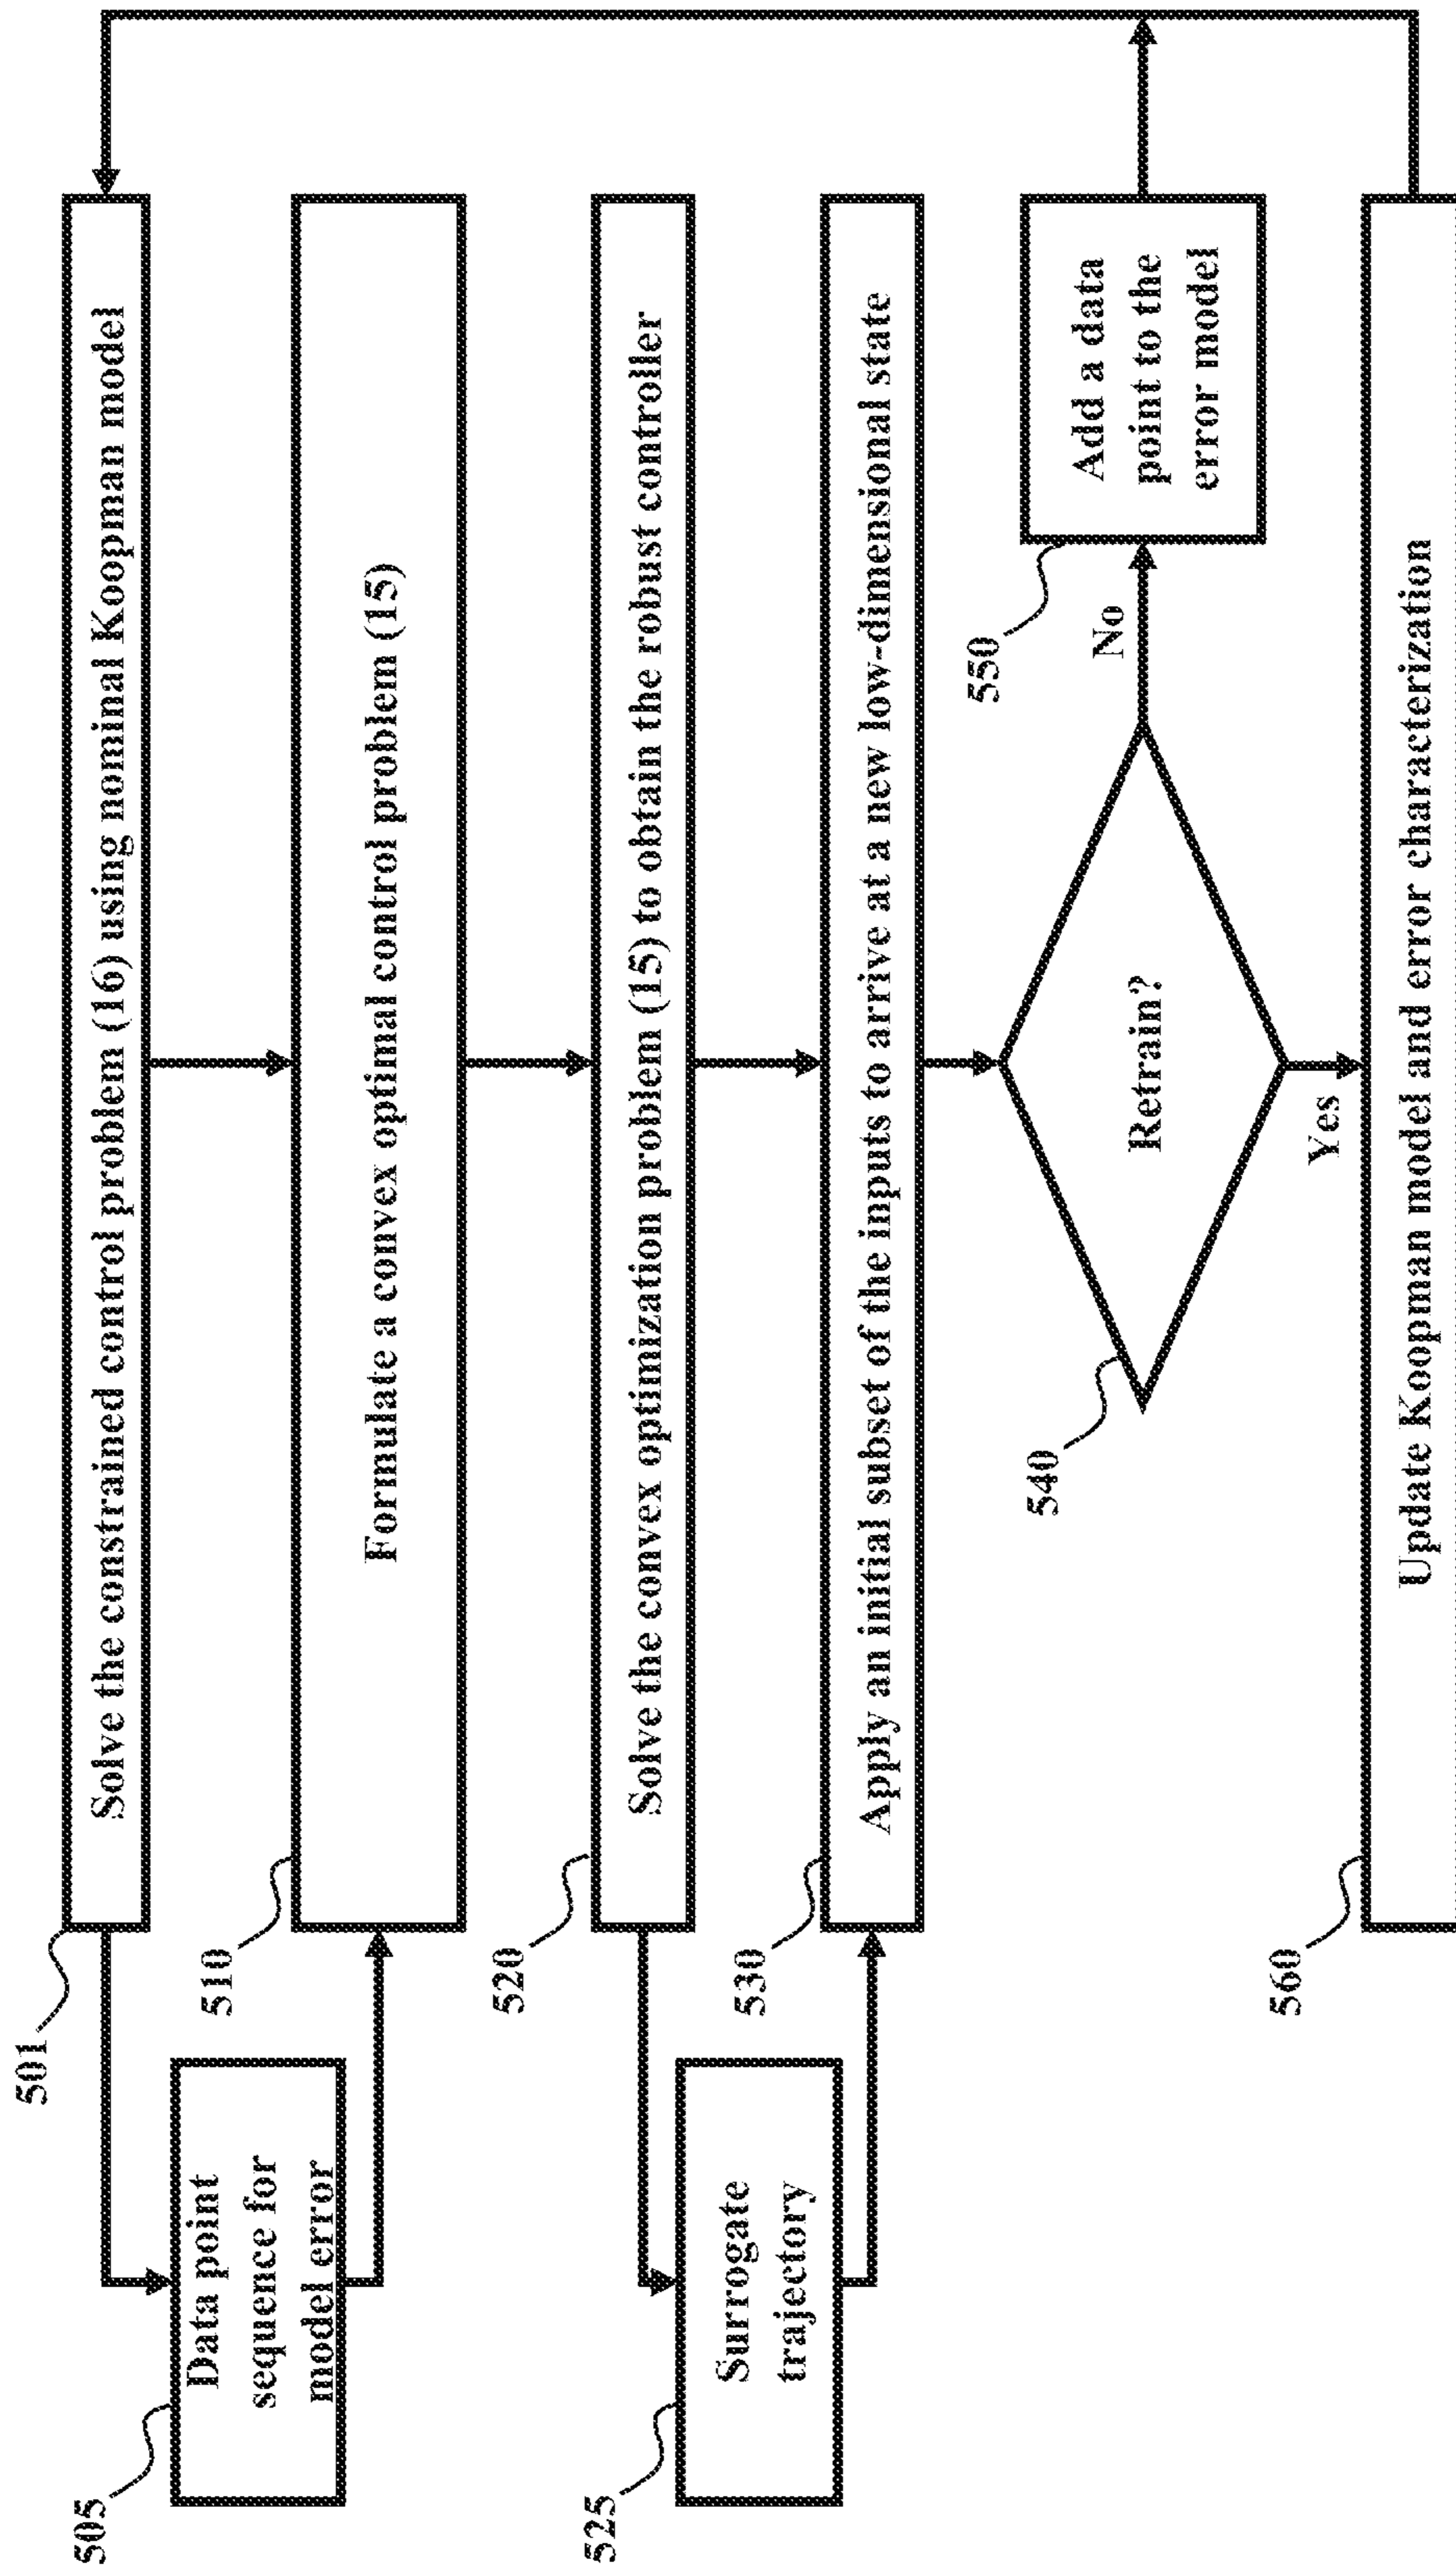 501
Solve the constrained control problem (16) using nominal Koopman model
505
Data point
sequence for
model error
510
Formulate a convex optimal control problem (15)
520
Solve the convex optimization problem (15) to obtain the robust controller
525
Surrogate
trajectory
530
Apply an initial subset of the inputs to arrive at a new low-dimensional state
540
Retrain?
No
550
Add a data
point to the
error model
Yes
560
Update Koopman model and error characterization